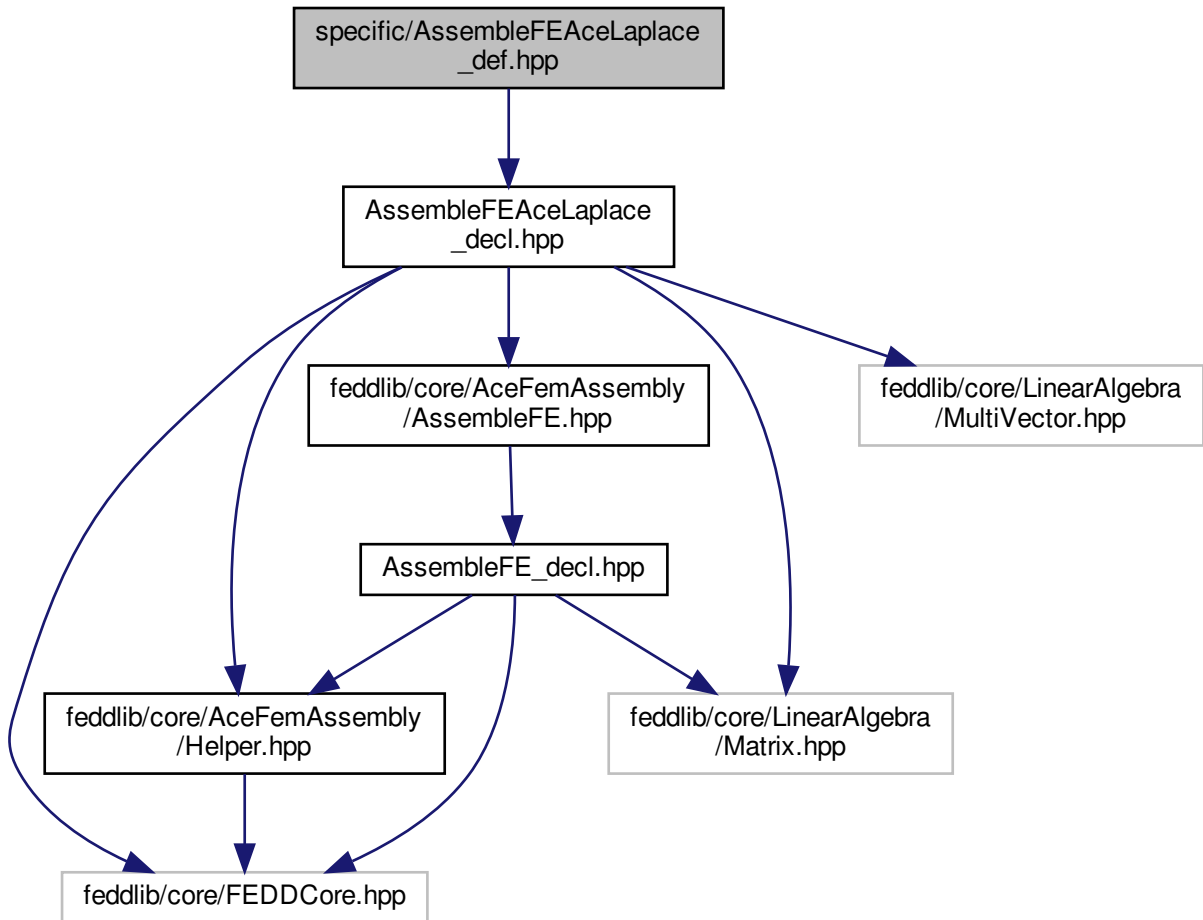 specific/AssembleFEAceLaplace
_def.hpp
AssembleFEAceLaplace
_decl.hpp
feddlib/core/AceFemAssembly
/AssembleFE.hpp
feddlib/core/LinearAlgebra
/MultiVector.hpp
AssembleFE_decl.hpp
feddlib/core/AceFemAssembly
/Helper.hpp
feddlib/core/LinearAlgebra
/Matrix.hpp
feddlib/core/FEDDCore.hpp